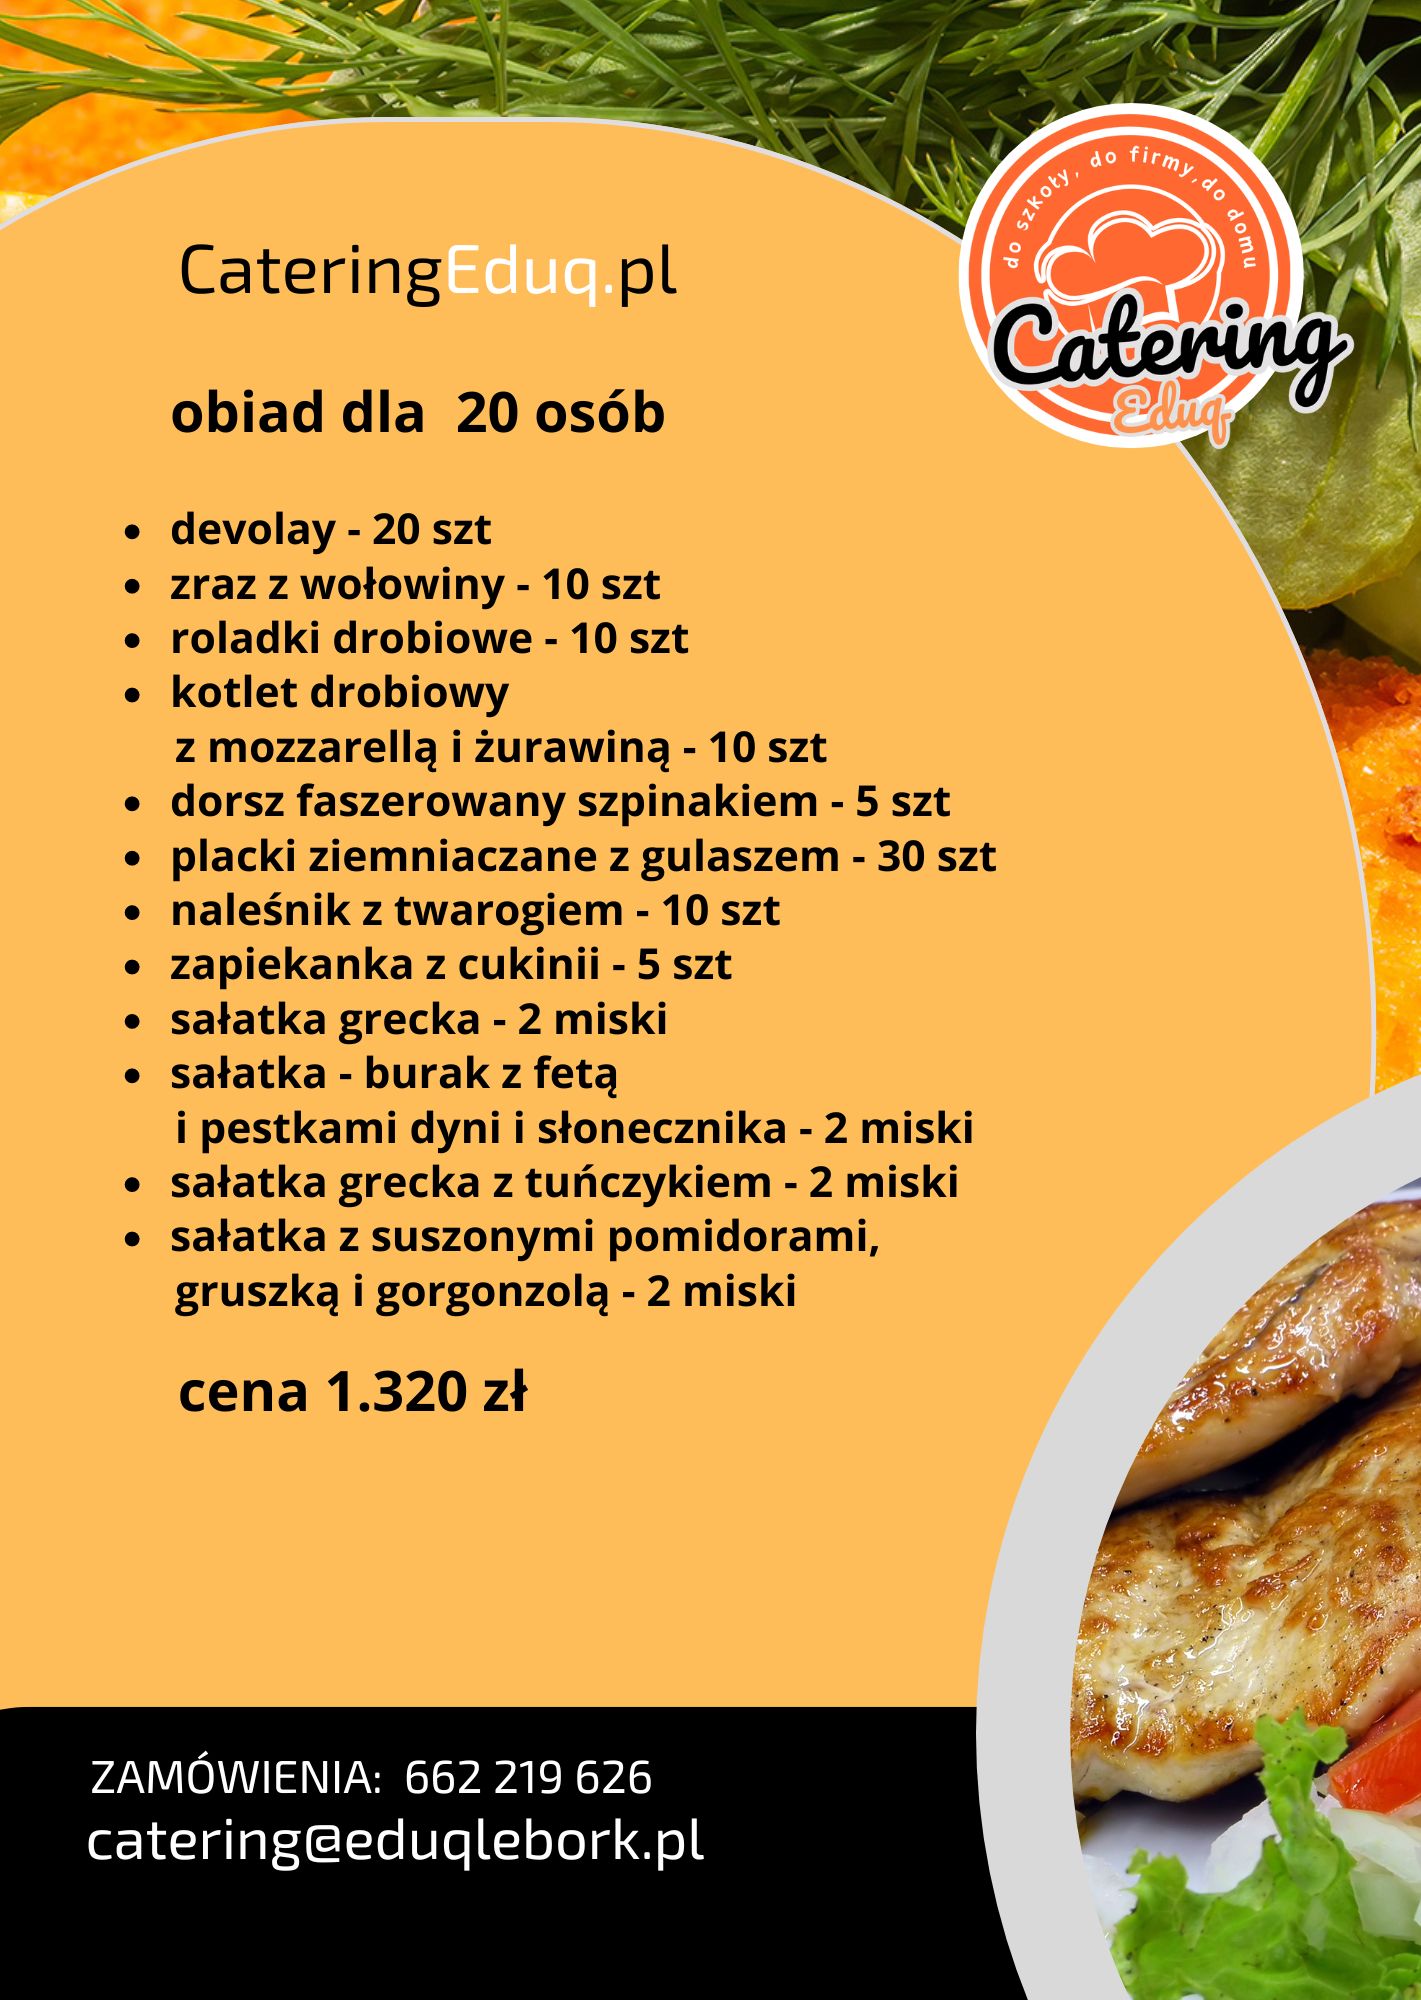 do szkoły, do firmy, do domu
Catering
Eduq
CateringEduq.pl
obiad dla 20 osób
• devolay - 20 szt
• zraz z wołowiny - 10 szt
• roladki drobiowe - 10 szt
• kotlet drobiowy
z mozzarellą i żurawiną - 10 szt
• dorsz faszerowany szpinakiem - 5 szt
• placki ziemniaczane z gulaszem - 30 szt
• naleśnik z twarogiem - 10 szt
• zapiekanka z cukinii - 5 szt
• sałatka grecka - 2 miski
• sałatka - burak z fetą
i pestkami dyni i słonecznika - 2 miski
• sałatka grecka z tuńczykiem - 2 miski
• sałatka z suszonymi pomidorami,
gruszką i gorgonzolą - 2 miski
cena 1.320 zł
ZAMÓWIENIA: 662 219 626
catering@eduqlebork.pl